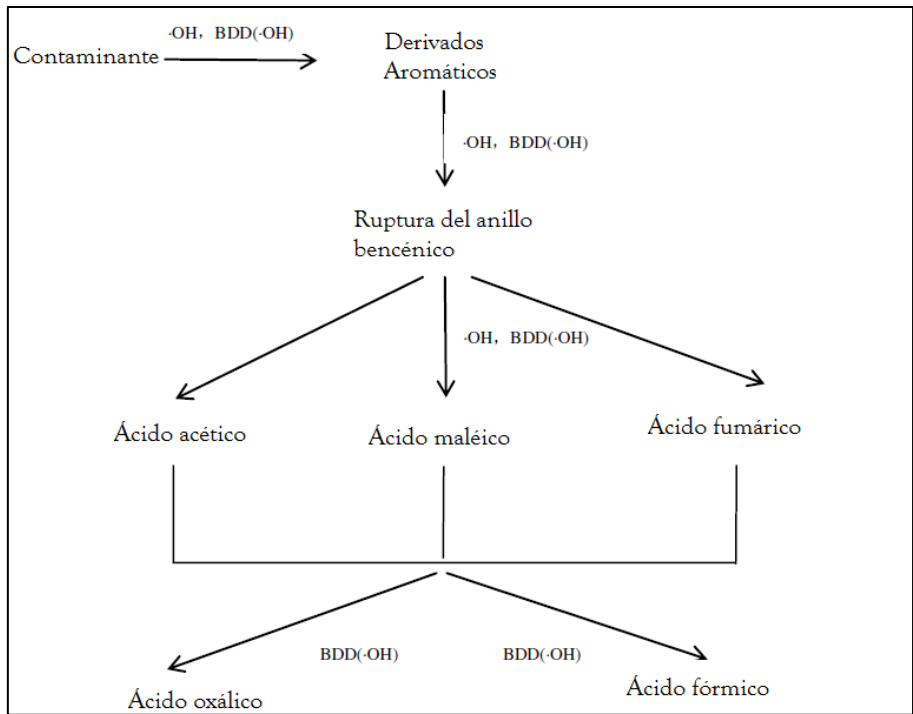 ·OH, BDD(·OH)
Contaminante
Derivados
Aromáticos
·OH, BDD(·OH)
Ruptura del anillo
bencénico
·OH, BDD(·OH)
Ácido acético
Ácido maléico
Ácido fumárico
BDD(·OH)
BDD(·OH)
Ácido oxálico
Ácido fórmico